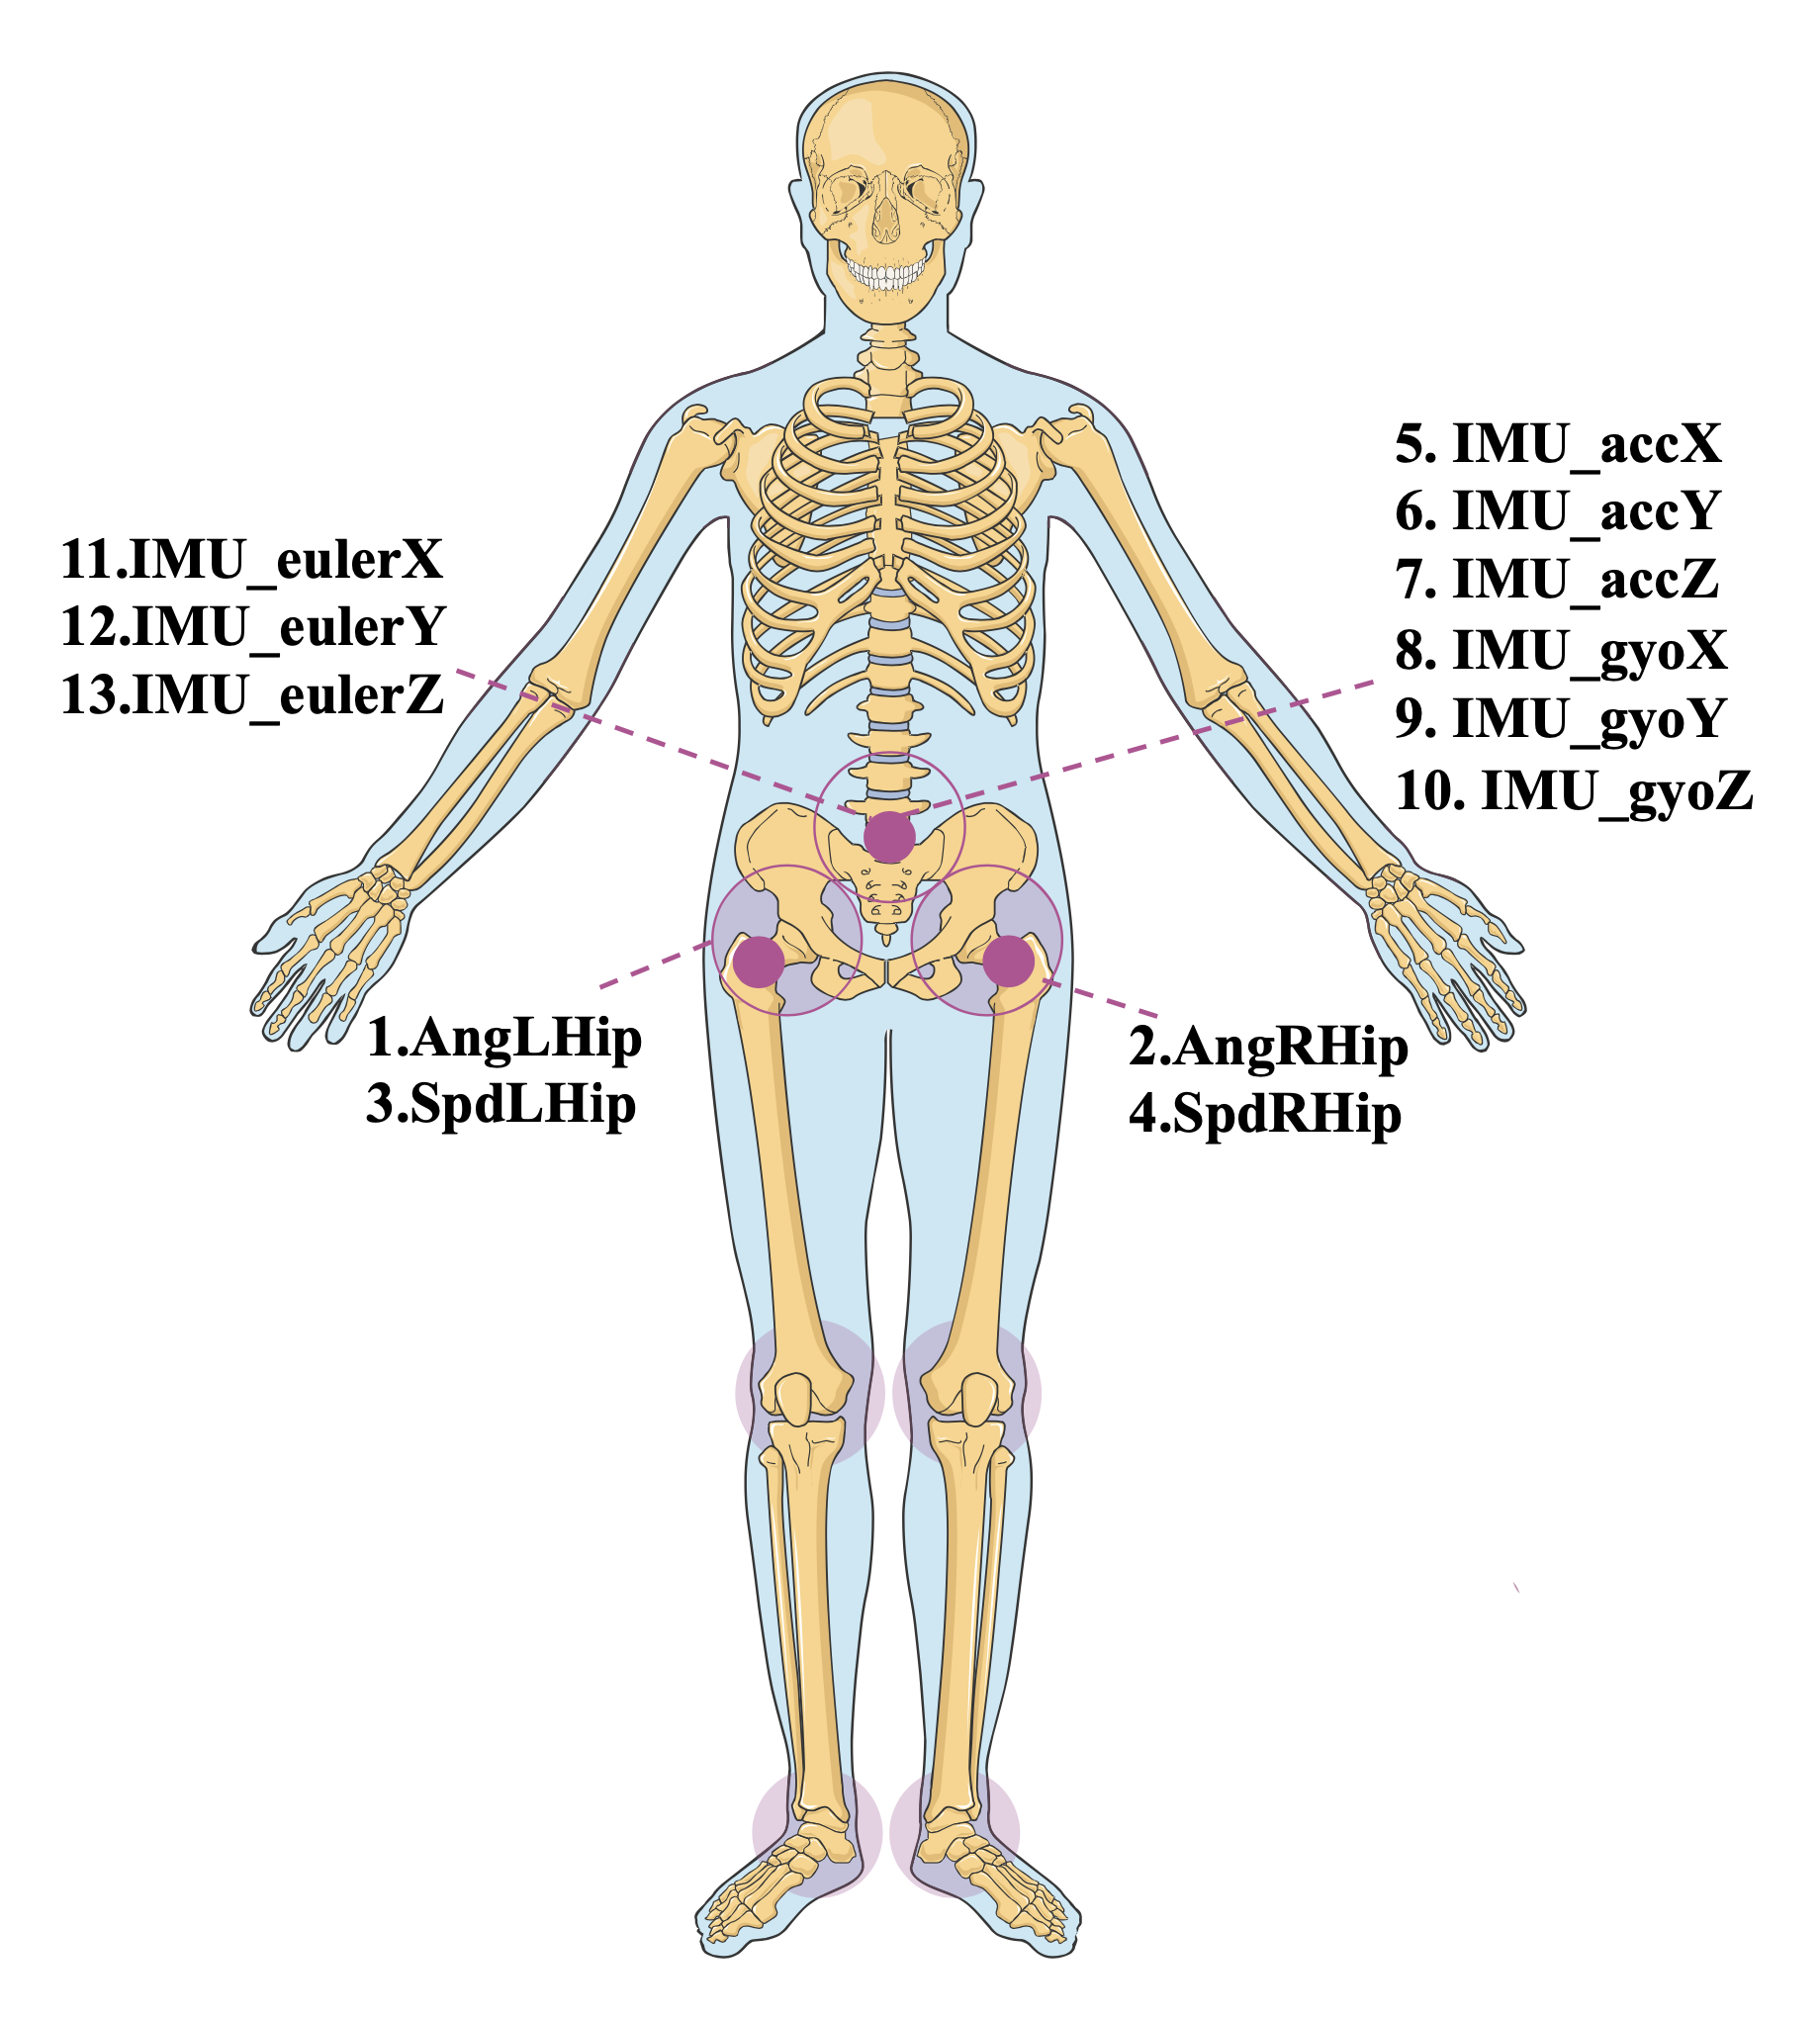 5. IMU_accX
6. IMU_accY
7. IMU_accZ
8. IMU_gyoX
9. IMU_gyoY
10. IMU_gyoZ
11.IMU_eulerX
12.IMU_eulerY
13.IMU_eulerZ
1.AngLHip
3.SpdLHip
2.AngRHip
4.SpdRHip